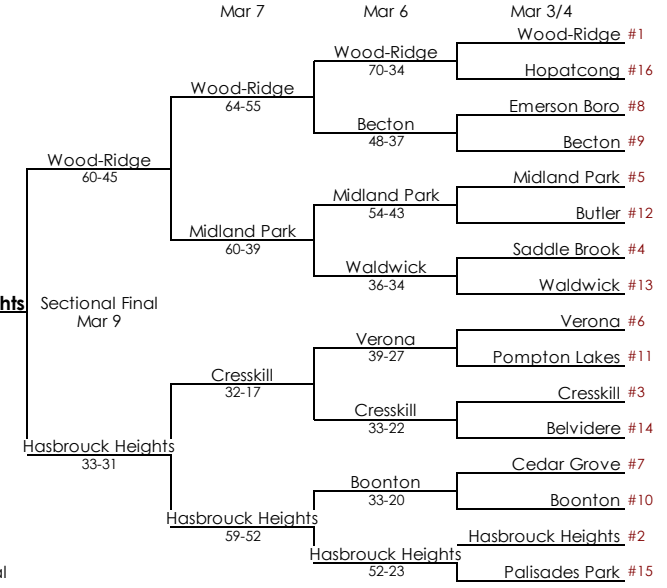 Mar 7 Mar 6 Mar 3/4
Wood-Ridge #1
Wood-Ridge
70-34
Hopatcong #16
Wood-Ridge
64-55
Emerson Boro #8
Becton
48-37
Becton #9
Wood-Ridge
60-45
Midland Park #5
Midland Park
54-43
Butler #12
Midland Park
60-39
Saddle Brook #4
Waldwick
36-34
Waldwick #13
hts
Sectional Final
Mar 9
Verona #6
Verona
39-27
Pompton Lakes #11
Cresskill
32-17
Cresskill #3
Cresskill
33-22
Belvidere #14
Hasbrouck Heights
33-31
Cedar Grove #7
Boonton
33-20
Boonton #10
Hasbrouck Heights
59-52
Hasbrouck Heights #2
Hasbrouck Heights
52-23
Palisades Park #15
al